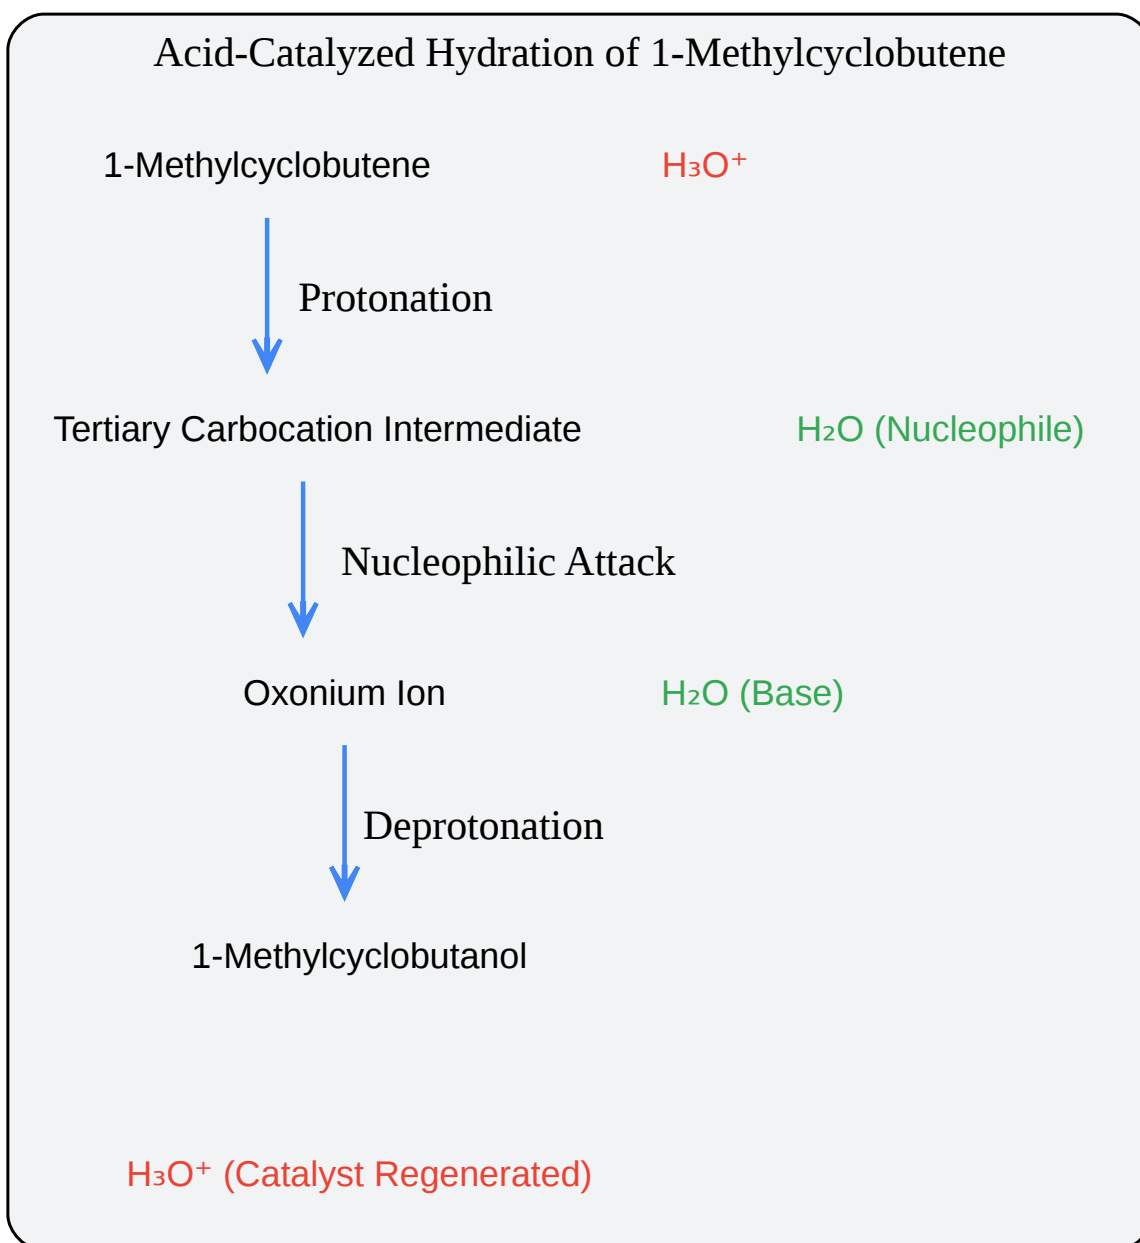 Acid-Catalyzed Hydration of 1-Methylcyclobutene
1-Methylcyclobutene
H₃O⁺
Protonation
Tertiary Carbocation Intermediate
H₂O (Nucleophile)
Nucleophilic Attack
Oxonium Ion
H₂O (Base)
Deprotonation
1-Methylcyclobutanol
H₃O⁺ (Catalyst Regenerated)